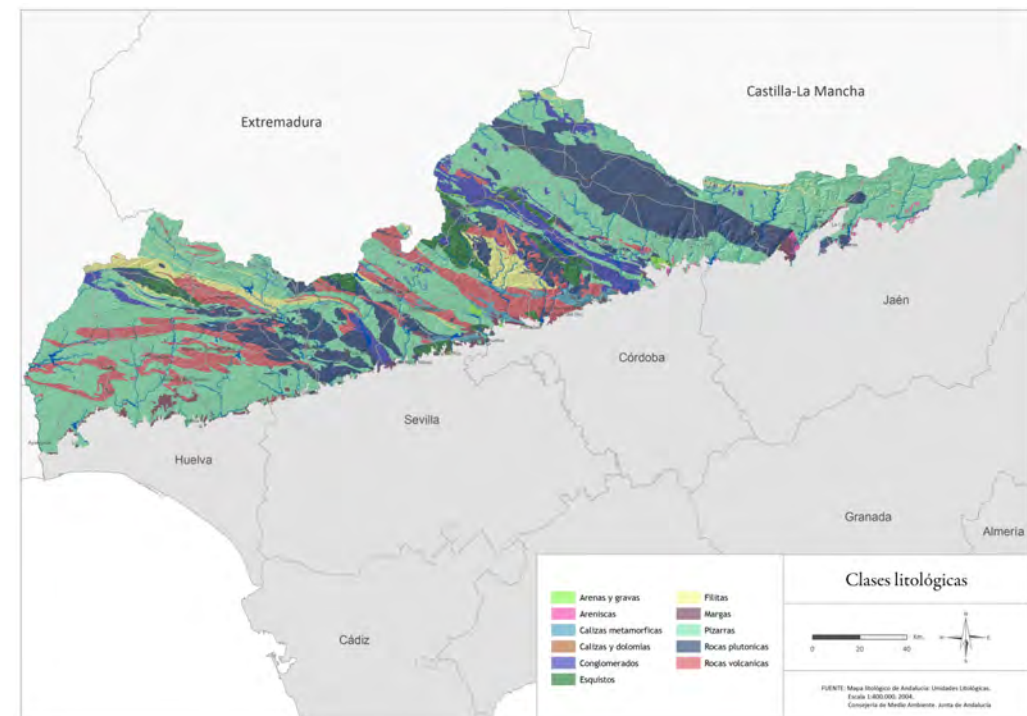 Castilla-La Mancha
Extremadura
Jaén
Córdoba
Sevilla
Huelva
Granada
Almería
Cádiz
Clases litológicas
Arenas y gravas
Areniscas
Calizas metamorficas
Calizas y dolomias
Conglomerados
Esquistos
Filitas
Margas
Pizarras
Rocas plutonicas
Rocas volcanicas
Km.
0 20 40
N
E
S
FUENTE: Mapa litológico de Andalucía: Unidades Litológicas.
Escala 1:400.000. 2004.
Consejería de Medio Ambiente. Junta de Andalucía